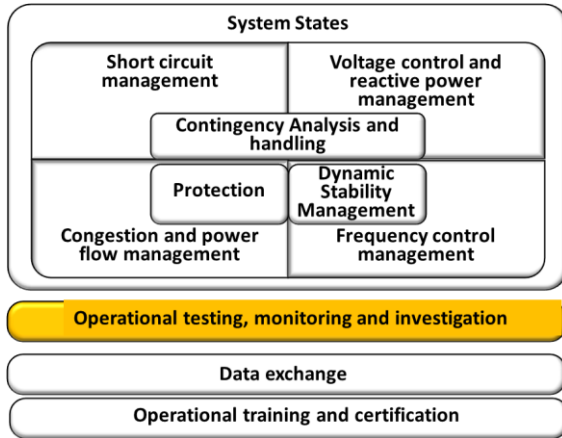 System States
Short circuit
management
Voltage control and
reactive power
management
Contingency Analysis and
handling
Protection
Dynamic
Stability
Management
Congestion and power
flow management
Frequency control
management
Operational testing, monitoring and investigation
Data exchange
Operational training and certification